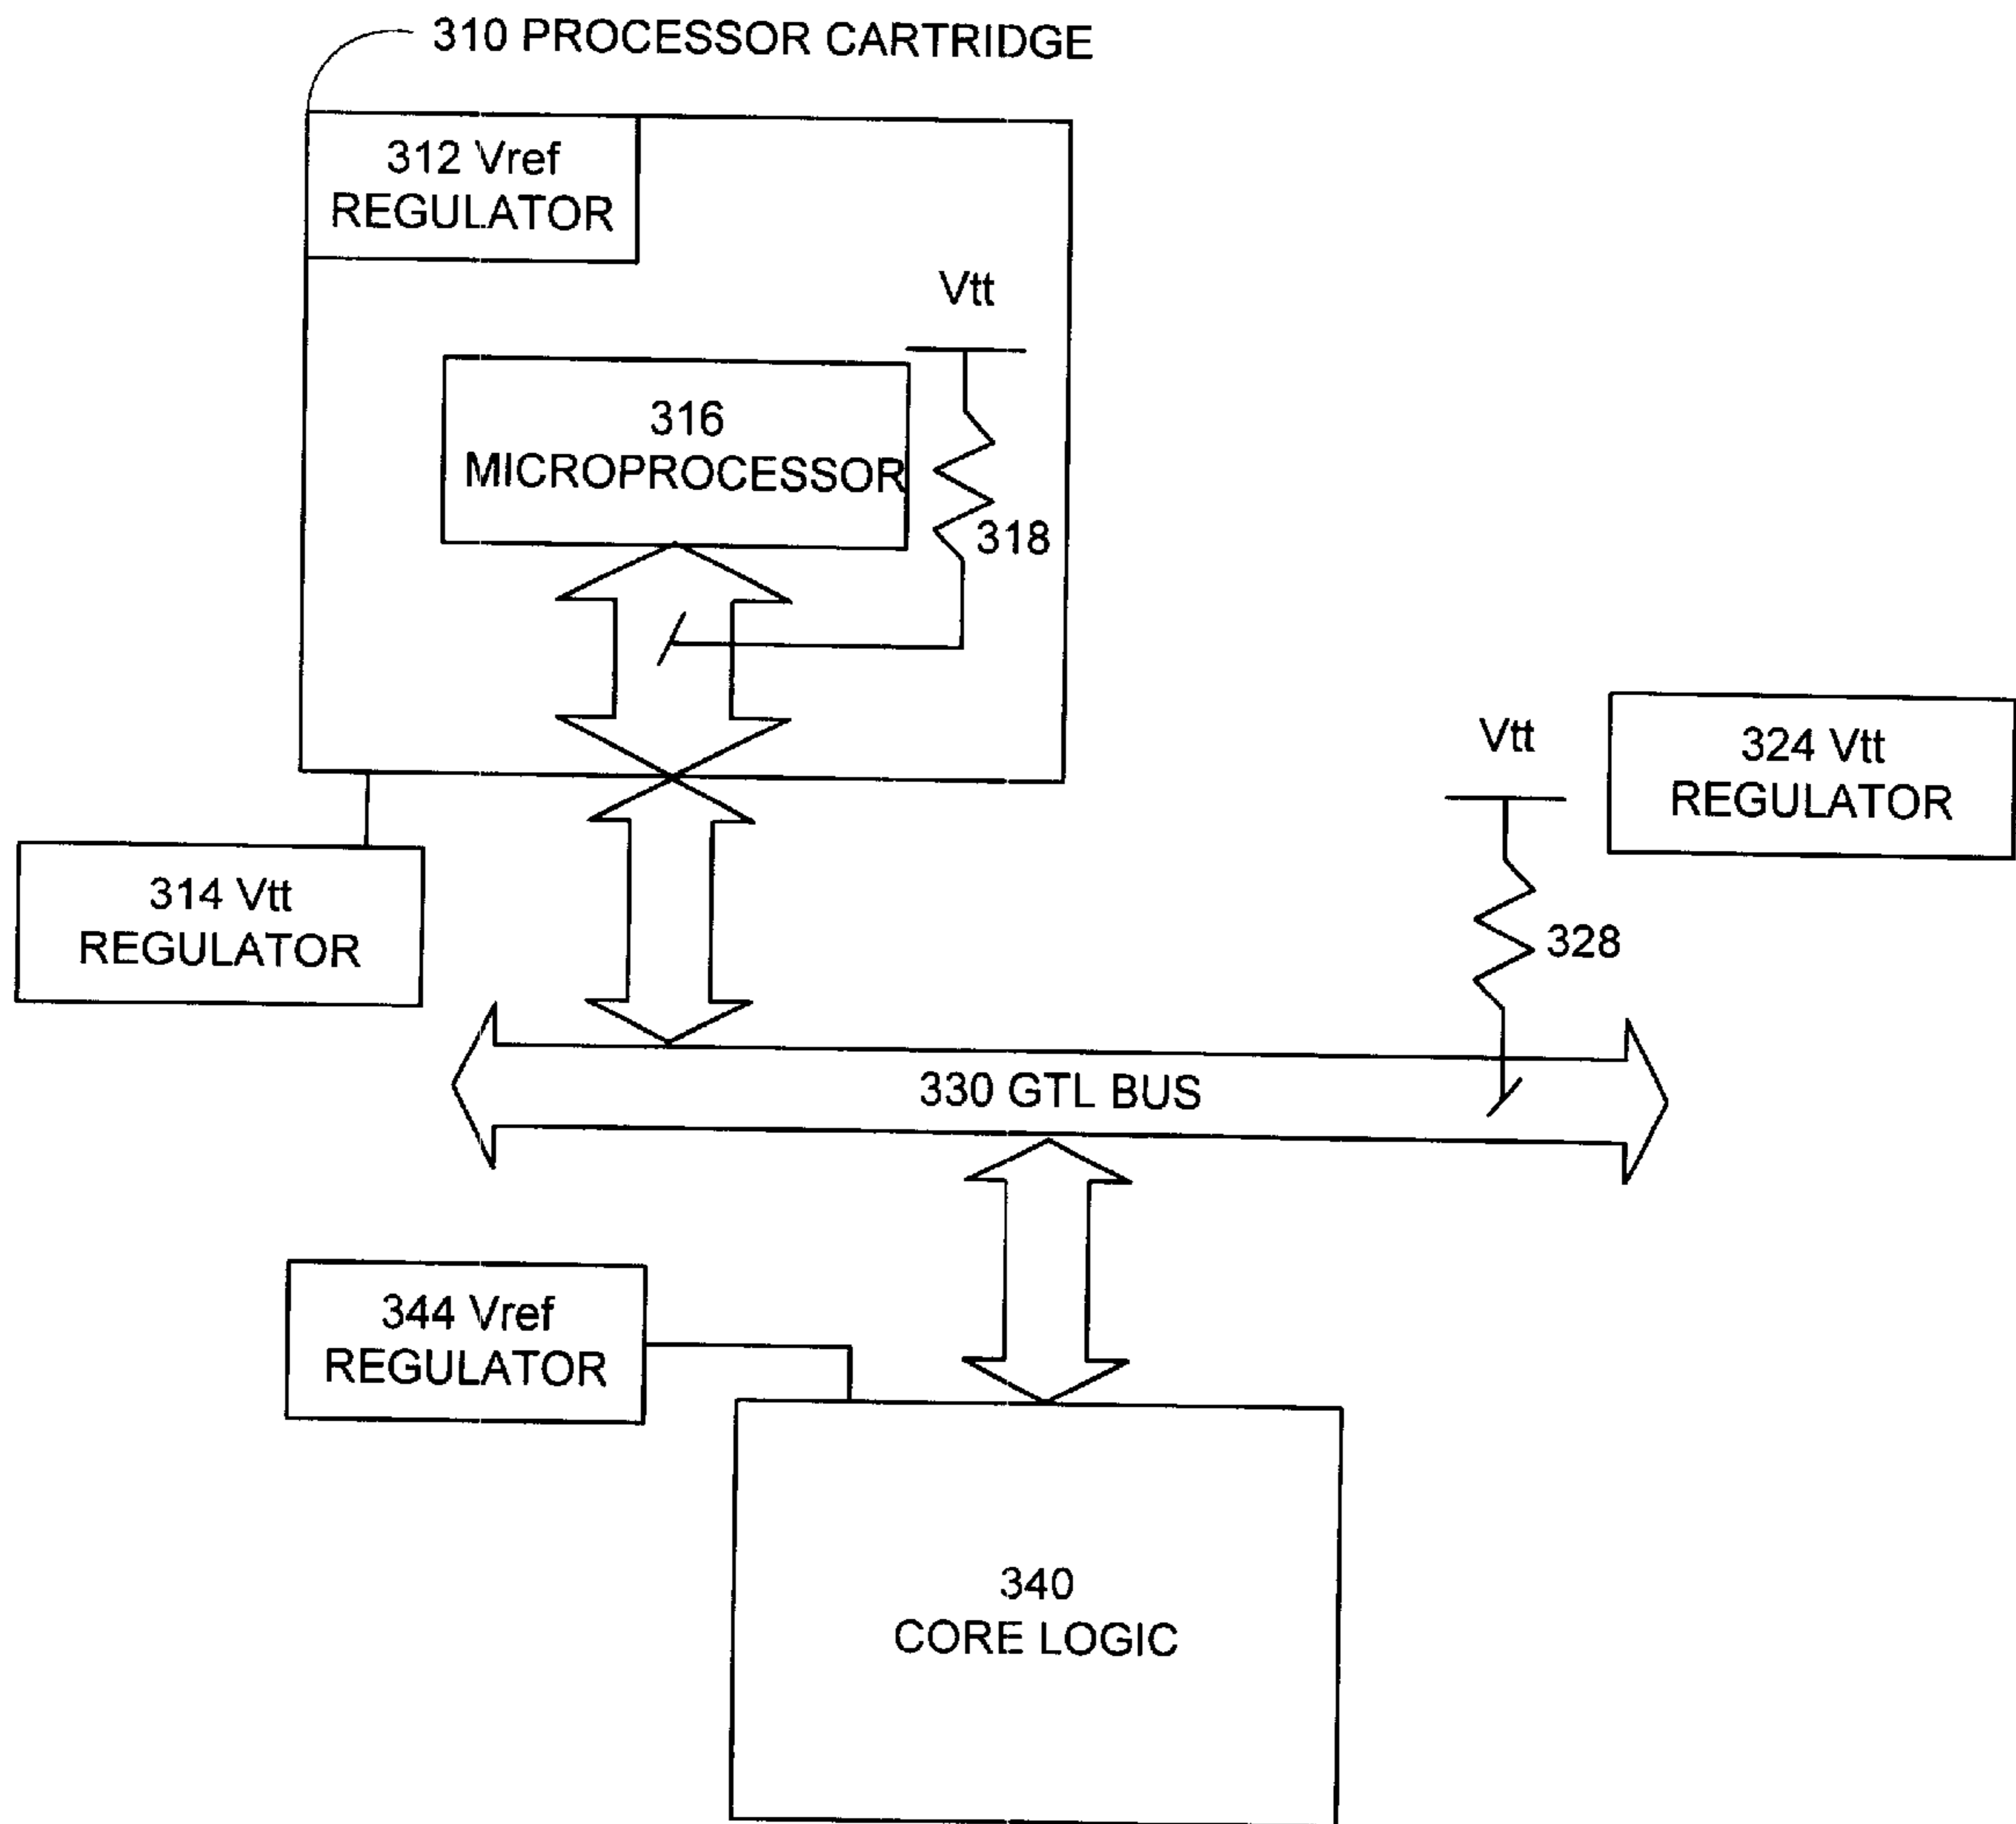 310 PROCESSOR CARTRIDGE
312 Vref
REGULATOR
Vtt
316
MICROPROCESSOR
318
Vtt
324 Vtt
REGULATOR
314 Vtt
REGULATOR
328
330 GTL BUS
344 Vref
REGULATOR
340
CORE LOGIC